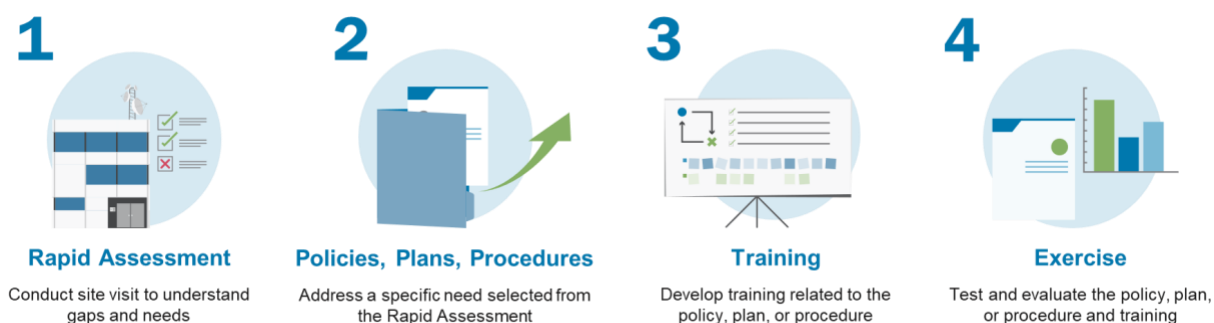 1
Rapid Assessment
Conduct site visit to understand
gaps and needs
2
Policies, Plans, Procedures
Address a specific need selected from
the Rapid Assessment
3
Training
Develop training related to the
policy, plan, or procedure
4
Exercise
Test and evaluate the policy, plan,
or procedure and training